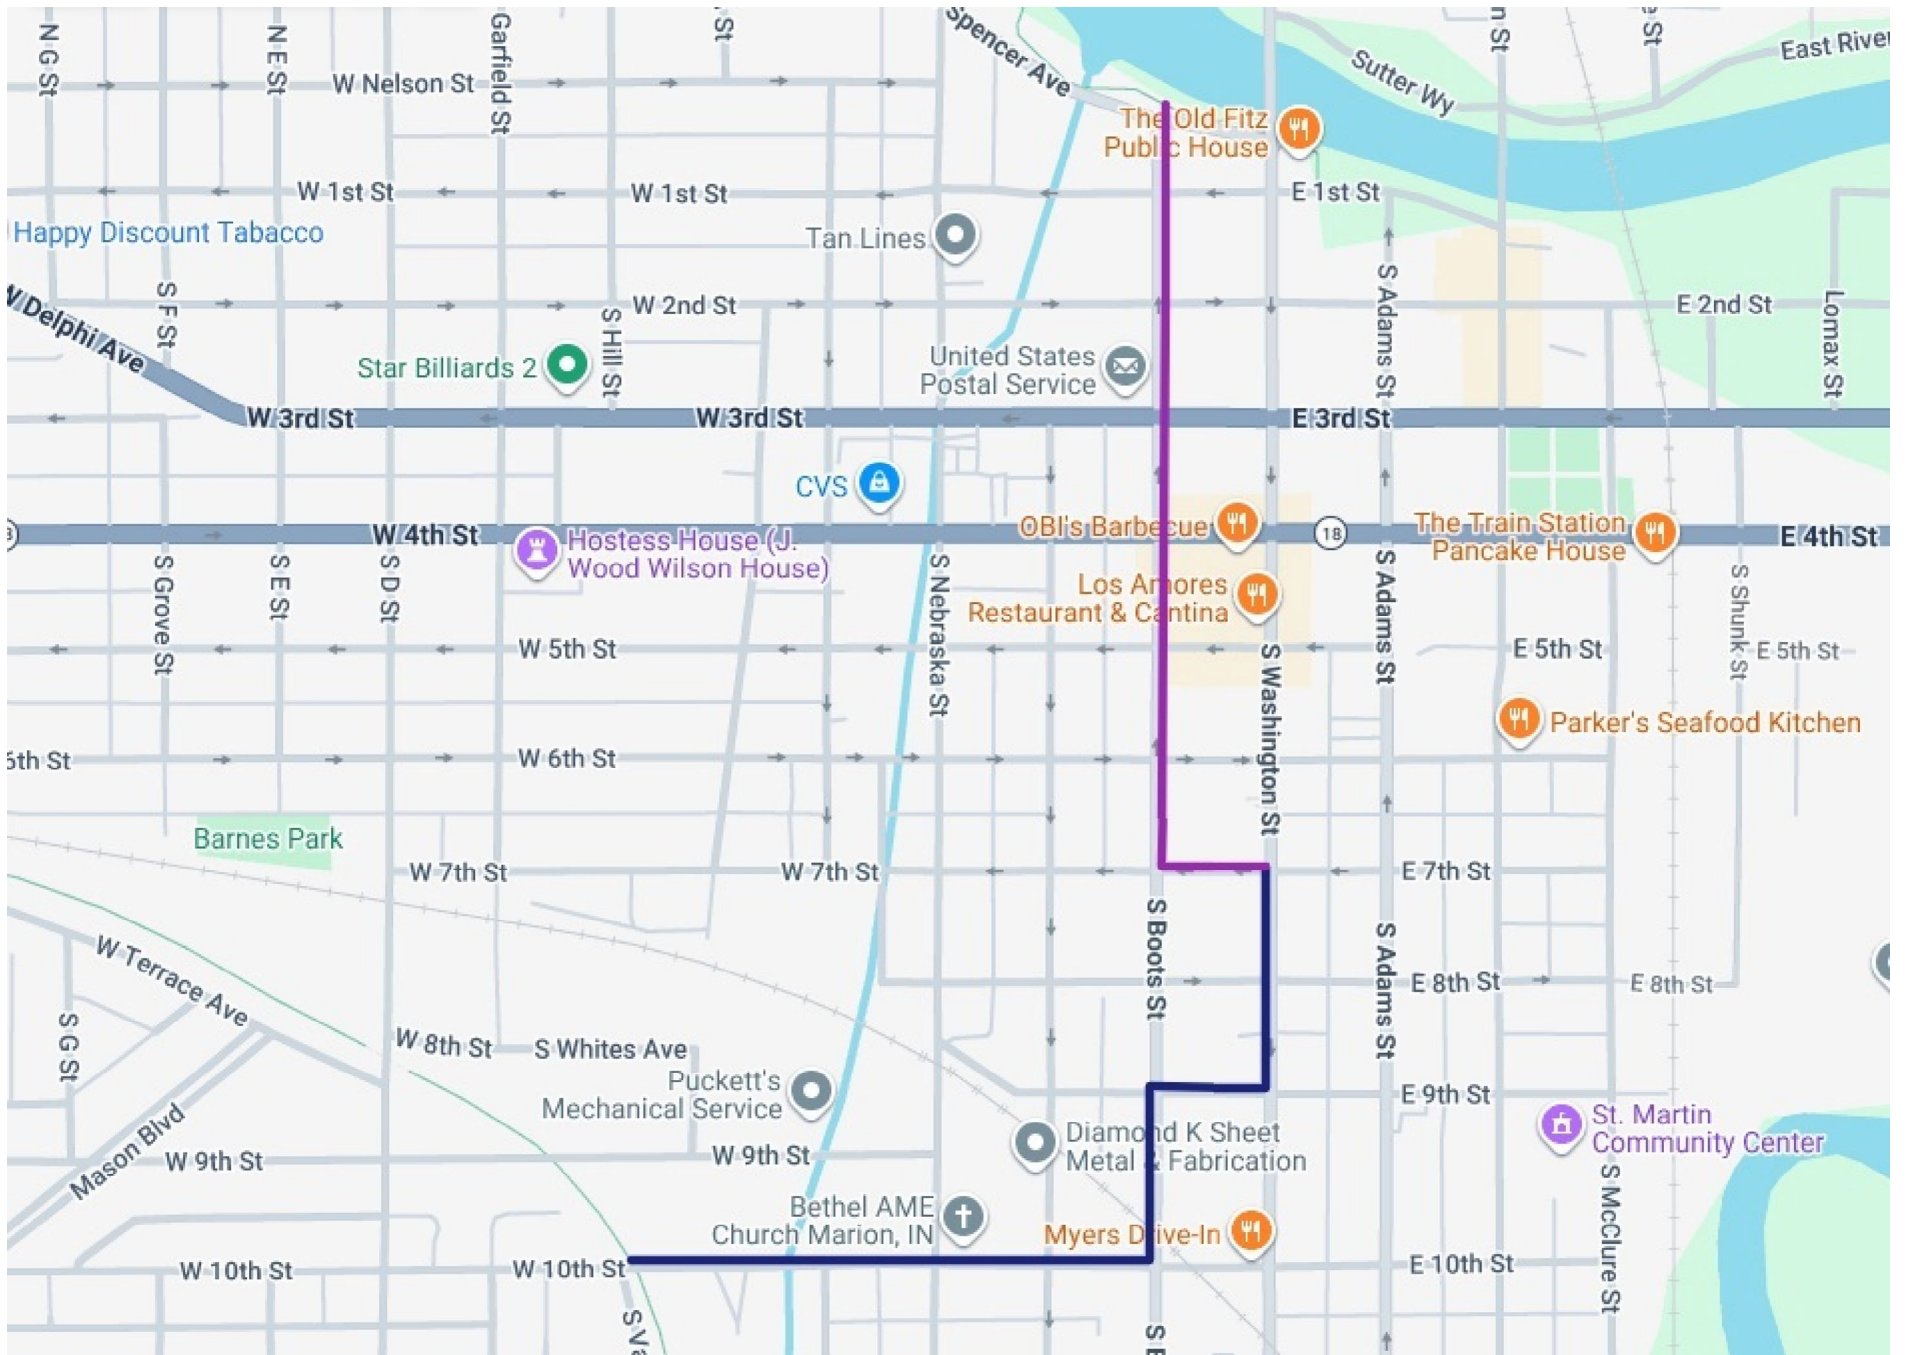 N G St
N E St
Garfield St
St
Spencer Ave
n St
e St
East River
W Nelson St
Sutter Wy
The Old Fitz
Public House
W 1st St
W 1st St
E 1st St
Happy Discount Tabacco
Tan Lines
S F St
S Hill St
W 2nd St
S Adams St
E 2nd St
Lomax St
W Delphi Ave
Star Billiards 2
United States
Postal Service
W 3rd St
W 3rd St
E 3rd St
CVS
W 4th St
Hostess House (J.
Wood Wilson House)
OBI's Barbecue
18
The Train Station
Pancake House
E 4th St
S Grove St
S E St
S D St
S Nebraska St
Los Amores
Restaurant & Cantina
S Adams St
S Shunk St
W 5th St
E 5th St
E 5th St
S Washington St
Parker's Seafood Kitchen
6th St
W 6th St
Barnes Park
W 7th St
W 7th St
E 7th St
S Boots St
S Adams St
W Terrace Ave
E 8th St
E 8th St
S G St
W 8th St
S Whites Ave
Puckett's
Mechanical Service
E 9th St
St. Martin
Community Center
Mason Blvd
Diamond K Sheet
Metal & Fabrication
W 9th St
W 9th St
S McClure St
Bethel AME
Church Marion, IN
Myers Drive-In
W 10th St
W 10th St
E 10th St